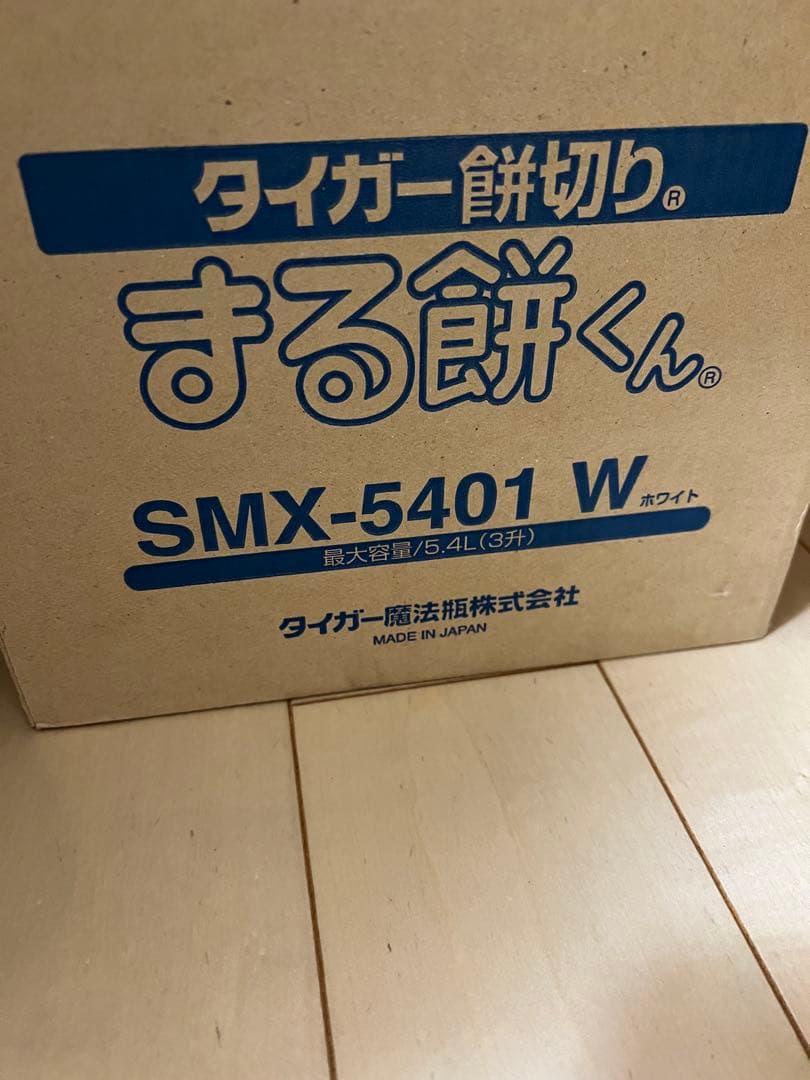 タイガー餅切り®
まる餅くん®
SMX-5401 W ホワイト
最大容量/5.4L(3升)
タイガー魔法瓶株式会社
MADE IN JAPAN